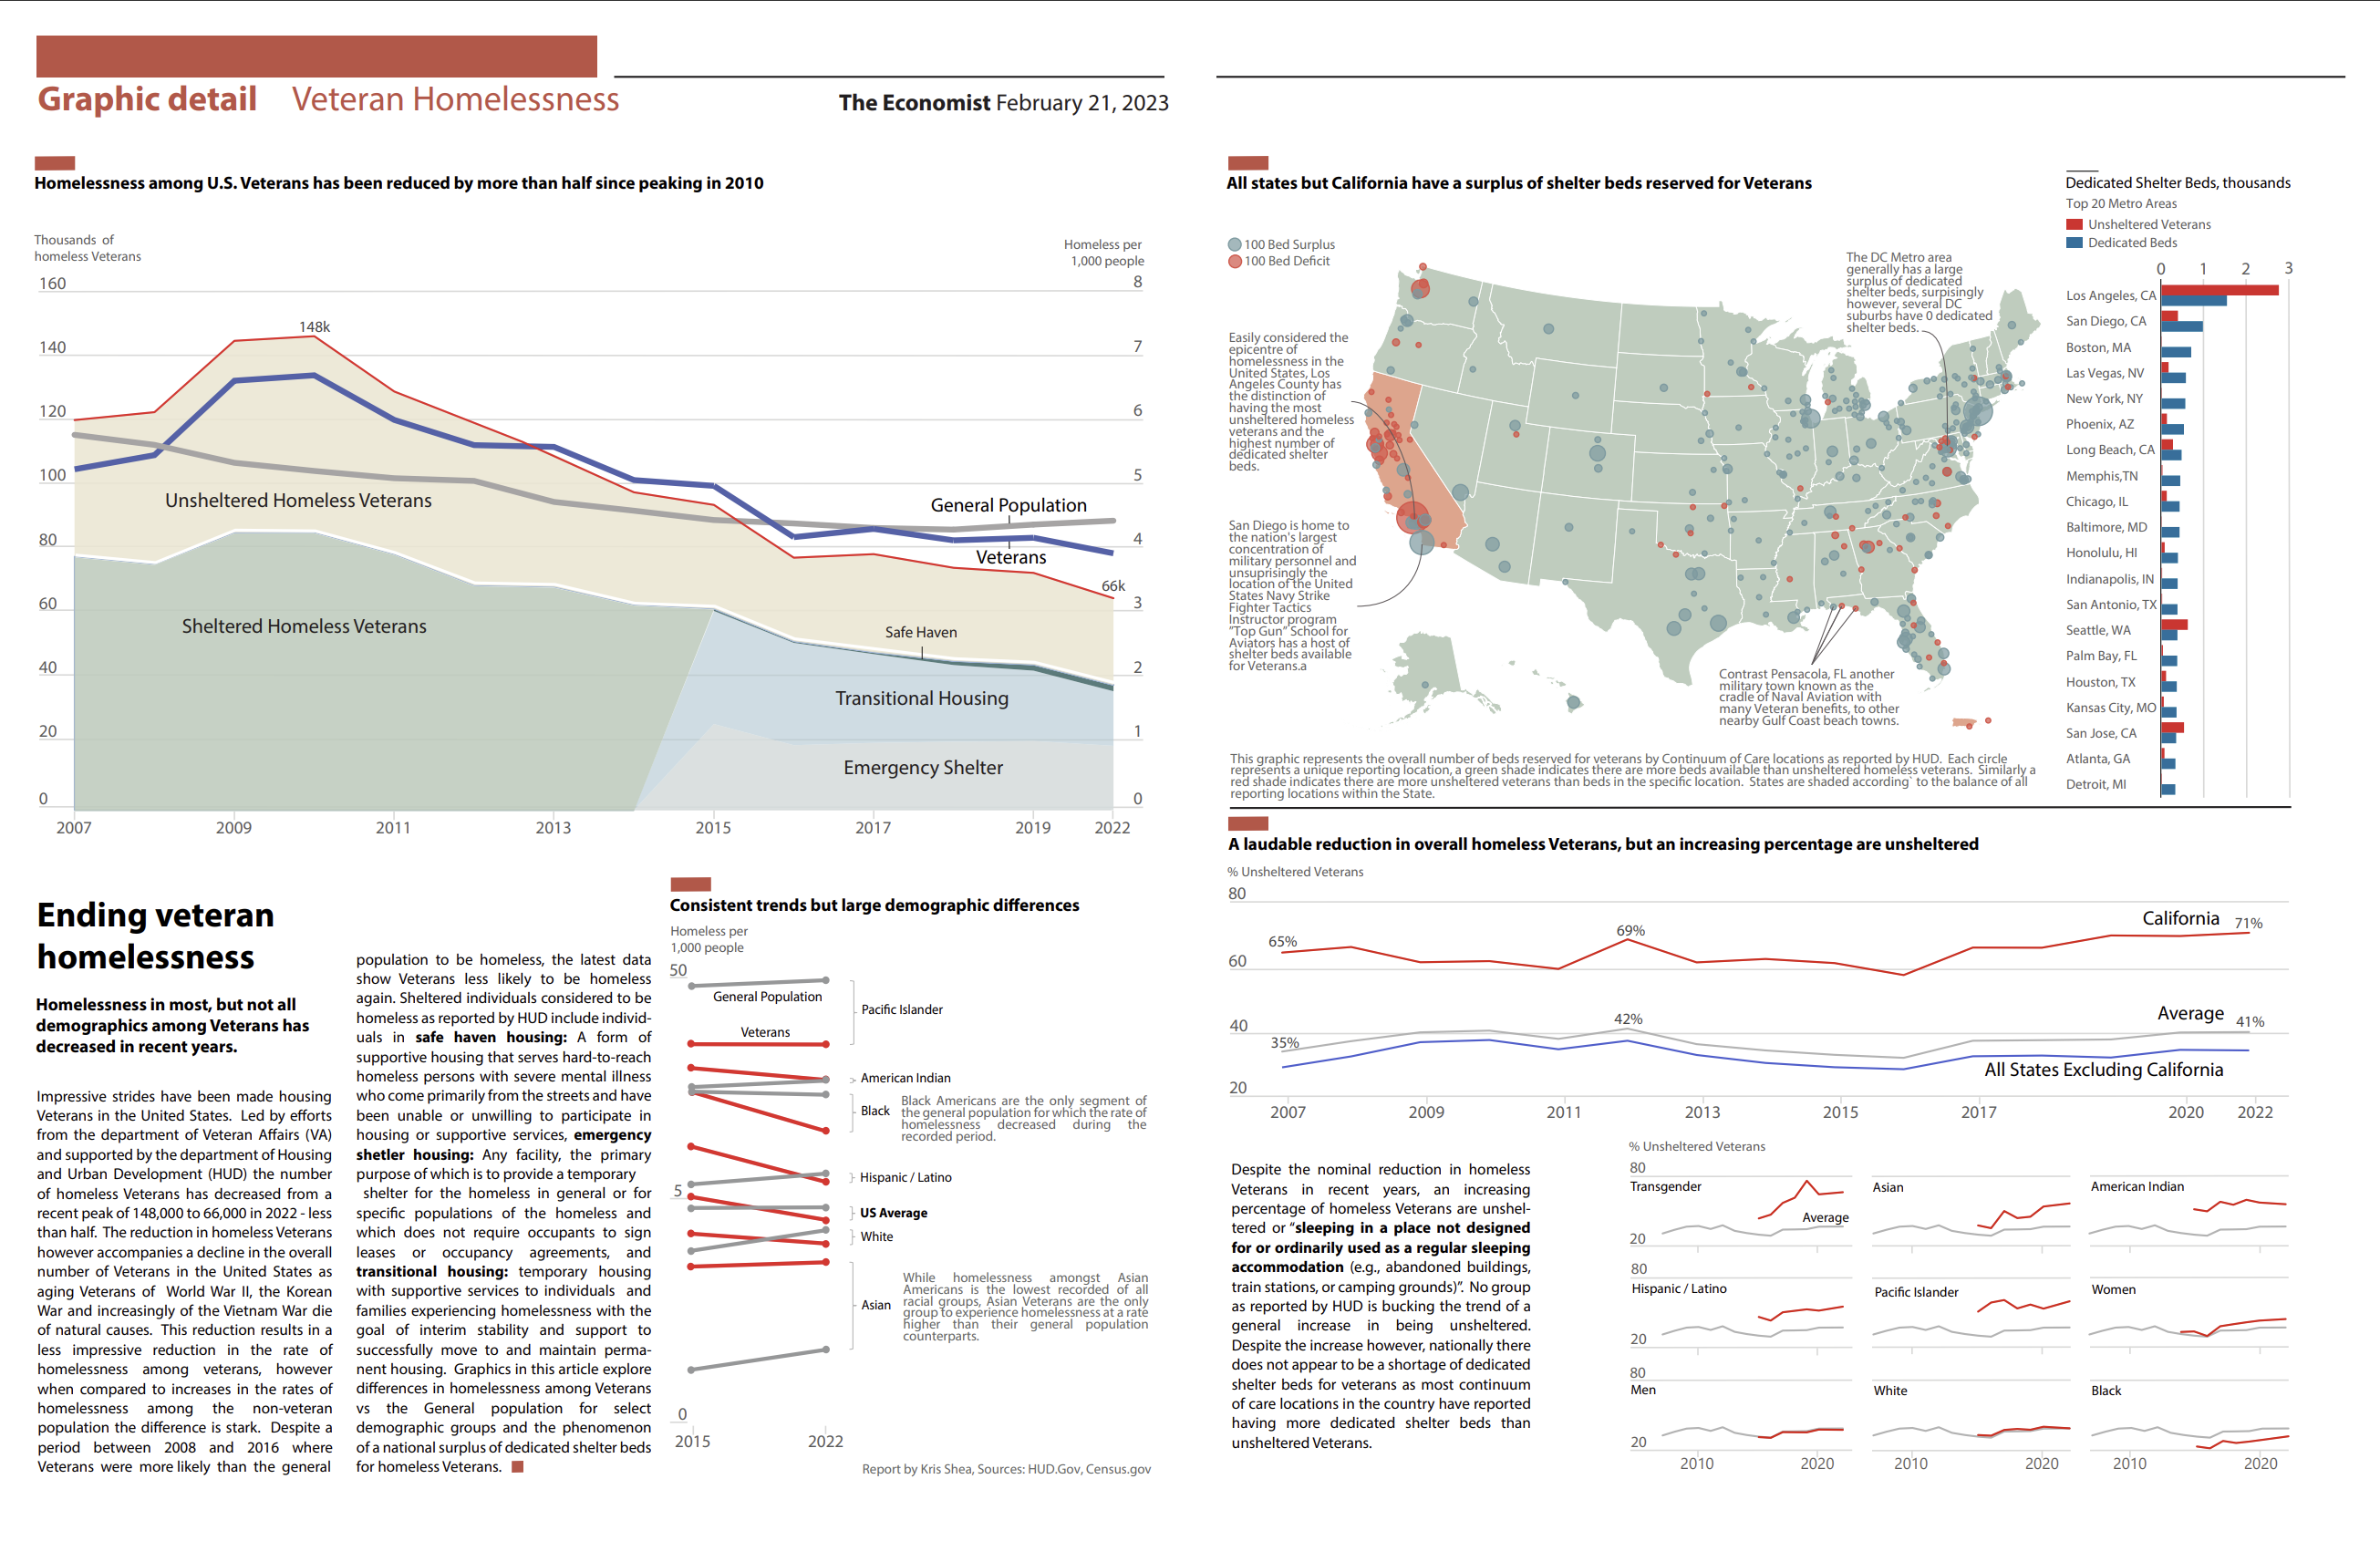 Graphic detail Veteran Homelessness
The Economist February 21, 2023
Homelessness among U.S. Veterans has been reduced by more than half since peaking in 2010
Thousands of
homeless Veterans
Homeless per
1,000 people
160
140
120
100
80
60
40
20
0
8
7
6
5
4
3
2
1
0
148k
66k
Unsheltered Homeless Veterans
General Population
Veterans
Sheltered Homeless Veterans
Safe Haven
Transitional Housing
Emergency Shelter
2007 2009 2011 2013 2015 2017 2019 2022
Ending veteran
homelessness
Homelessness in most, but not all
demographics among Veterans has
decreased in recent years.
Impressive strides have been made housing
Veterans in the United States. Led by efforts
from the department of Veteran Affairs (VA)
and supported by the department of Housing
and Urban Development (HUD) the number
of homeless Veterans has decreased from a
recent peak of 148,000 to 66,000 in 2022 - less
than half. The reduction in homeless Veterans
however accompanies a decline in the overall
number of Veterans in the United States as
aging Veterans of World War II, the Korean
War and increasingly of the Vietnam War die
of natural causes. This reduction results in a
less impressive reduction in the rate of
homelessness among veterans, however
when compared to increases in the rates of
homelessness among the non-veteran
population the difference is stark. Despite a
period between 2008 and 2016 where
Veterans were more likely than the general
population to be homeless, the latest data
show Veterans less likely to be homeless
again. Sheltered individuals considered to be
homeless as reported by HUD include individ-
uals in safe haven housing: A form of
supportive housing that serves hard-to-reach
homeless persons with severe mental illness
who come primarily from the streets and have
been unable or unwilling to participate in
housing or supportive services, emergency
shetler housing: Any facility, the primary
purpose of which is to provide a temporary
shelter for the homeless in general or for
specific populations of the homeless and
which does not require occupants to sign
leases or occupancy agreements, and
transitional housing: temporary housing
with supportive services to individuals and
families experiencing homelessness with the
goal of interim stability and support to
successfully move to and maintain perma-
nent housing. Graphics in this article explore
differences in homelessness among Veterans
vs the General population for select
demographic groups and the phenomenon
of a national surplus of dedicated shelter beds
for homeless Veterans.
Consistent trends but large demographic differences
Homeless per
1,000 people
50
5
0
General Population
Veterans
Pacific Islander
American Indian
Black
Black Americans are the only segment of
the general population for which the rate of
homelessness decreased during the
recorded period.
Hispanic / Latino
US Average
White
Asian
While homelessness amongst Asian
Americans is the lowest recorded of all
racial groups, Asian Veterans are the only
group to experience homelessness at a rate
higher than their general population
counterparts.
2015 2022
Report by Kris Shea, Sources: HUD.Gov, Census.gov
All states but California have a surplus of shelter beds reserved for Veterans
100 Bed Surplus
100 Bed Deficit
Easily considered the
epicentre of
homelessness in the
United States, Los
Angeles County has
the distinction of
having the most
unsheltered homeless
veterans and the
highest number of
dedicated shelter
beds.
San Diego is home to
the nation's largest
concentration of
military personnel and
unsuprisingly the
location of the United
States Navy Strike
Fighter Tactics
Instructor program
"Top Gun" School for
Aviators has a host of
shelter beds available
for Veterans.a
The DC Metro area
generally has a large
surplus of dedicated
shelter beds, surpisingly
however, several DC
suburbs have 0 dedicated
shelter beds.
Contrast Pensacola, FL another
military town known as the
cradle of Naval Aviation with
many Veteran benefits, to other
nearby Gulf Coast beach towns.
This graphic represents the overall number of beds reserved for veterans by Continuum of Care locations as reported by HUD. Each circle
represents a unique reporting location, a green shade indicates there are more beds available than unsheltered homeless veterans. Similarly a
red shade indicates there are more unsheltered veterans than beds in the specific location. States are shaded according` to the balance of all
reporting locations within the State.
Dedicated Shelter Beds, thousands
Top 20 Metro Areas
Unsheltered Veterans
Dedicated Beds
0 1 2 3
Los Angeles, CA
San Diego, CA
Boston, MA
Las Vegas, NV
New York, NY
Phoenix, AZ
Long Beach, CA
Memphis,TN
Chicago, IL
Baltimore, MD
Honolulu, HI
Indianapolis, IN
San Antonio, TX
Seattle, WA
Palm Bay, FL
Houston, TX
Kansas City, MO
San Jose, CA
Atlanta, GA
Detroit, MI
A laudable reduction in overall homeless Veterans, but an increasing percentage are unsheltered
% Unsheltered Veterans
80
60
40
20
65%
69%
California 71%
35%
42%
Average 41%
All States Excluding California
2007 2009 2011 2013 2015 2017 2020 2022
Despite the nominal reduction in homeless
Veterans in recent years, an increasing
percentage of homeless Veterans are unshel-
tered or "sleeping in a place not designed
for or ordinarily used as a regular sleeping
accommodation (e.g., abandoned buildings,
train stations, or camping grounds)". No group
as reported by HUD is bucking the trend of a
general increase in being unsheltered.
Despite the increase however, nationally there
does not appear to be a shortage of dedicated
shelter beds for veterans as most continuum
of care locations in the country have reported
having more dedicated shelter beds than
unsheltered Veterans.
% Unsheltered Veterans
80
Transgender Asian American Indian
Average
20
80
Hispanic / Latino Pacific Islander Women
20
80
Men White Black
20
2010 2020 2010 2020 2010 2020